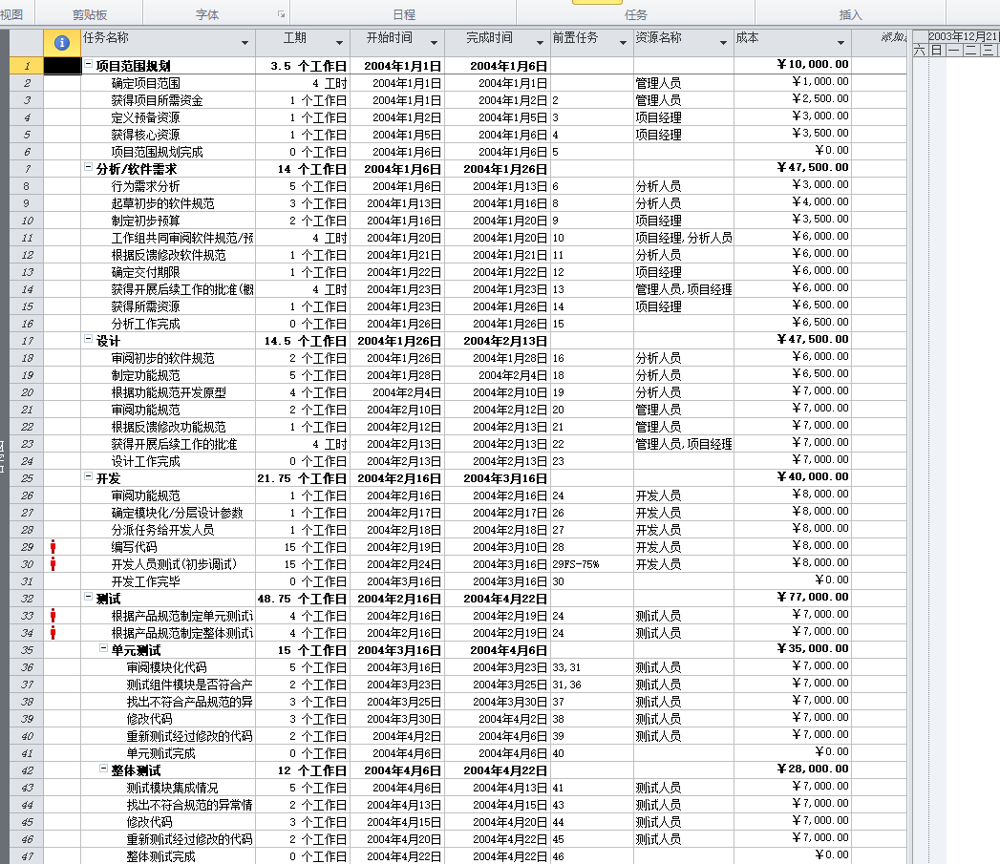 视图 剪贴板 字体 日程 任务 插入
任务名称 工期 开始时间 完成时间 前置任务 资源名称 成本 添加 2003年12月21
六 日 一 二 三
1 项目范围规划 3.5 个工作日 2004年1月1日 2004年1月6日 ￥10,000.00
2 确定项目范围 4 工时 2004年1月1日 2004年1月1日 管理人员 ￥1,000.00
3 获得项目所需资金 1 个工作日 2004年1月1日 2004年1月2日 2 管理人员 ￥2,500.00
4 定义预备资源 1 个工作日 2004年1月2日 2004年1月5日 3 项目经理 ￥3,000.00
5 获得核心资源 1 个工作日 2004年1月5日 2004年1月6日 4 项目经理 ￥3,500.00
6 项目范围规划完成 0 个工作日 2004年1月6日 2004年1月6日 5 ￥0.00
7 分析/软件需求 14 个工作日 2004年1月6日 2004年1月26日 ￥47,500.00
8 行为需求分析 5 个工作日 2004年1月6日 2004年1月13日 6 分析人员 ￥3,000.00
9 起草初步的软件规范 3 个工作日 2004年1月13日 2004年1月16日 8 分析人员 ￥4,000.00
10 制定初步预算 2 个工作日 2004年1月16日 2004年1月20日 9 项目经理 ￥3,500.00
11 工作组共同审阅软件规范/预 4 工时 2004年1月20日 2004年1月20日 10 项目经理,分析人员 ￥6,000.00
12 根据反馈修改软件规范 1 个工作日 2004年1月21日 2004年1月21日 11 分析人员 ￥6,000.00
13 确定交付期限 1 个工作日 2004年1月22日 2004年1月22日 12 项目经理 ￥6,000.00
14 获得开展后续工作的批准(概 4 工时 2004年1月23日 2004年1月23日 13 管理人员,项目经理 ￥6,000.00
15 获得所需资源 1 个工作日 2004年1月23日 2004年1月26日 14 项目经理 ￥6,500.00
16 分析工作完成 0 个工作日 2004年1月26日 2004年1月26日 15 ￥6,500.00
17 设计 14.5 个工作日 2004年1月26日 2004年2月13日 ￥47,500.00
18 审阅初步的软件规范 2 个工作日 2004年1月26日 2004年1月28日 16 分析人员 ￥6,000.00
19 制定功能规范 5 个工作日 2004年1月28日 2004年2月4日 18 分析人员 ￥6,500.00
20 根据功能规范开发原型 4 个工作日 2004年2月4日 2004年2月10日 19 分析人员 ￥7,000.00
21 审阅功能规范 2 个工作日 2004年2月10日 2004年2月12日 20 管理人员 ￥7,000.00
22 根据反馈修改功能规范 1 个工作日 2004年2月12日 2004年2月13日 21 管理人员 ￥7,000.00
23 获得开展后续工作的批准 4 工时 2004年2月13日 2004年2月13日 22 管理人员,项目经理 ￥7,000.00
24 设计工作完成 0 个工作日 2004年2月13日 2004年2月13日 23 ￥7,000.00
25 开发 21.75 个工作日 2004年2月16日 2004年3月16日 ￥40,000.00
26 审阅功能规范 1 个工作日 2004年2月16日 2004年2月16日 24 开发人员 ￥8,000.00
27 确定模块化/分层设计参数 1 个工作日 2004年2月17日 2004年2月17日 26 开发人员 ￥8,000.00
28 分派任务给开发人员 1 个工作日 2004年2月18日 2004年2月18日 27 开发人员 ￥8,000.00
29 编写代码 15 个工作日 2004年2月19日 2004年3月10日 28 开发人员 ￥8,000.00
30 开发人员测试(初步调试) 15 个工作日 2004年2月24日 2004年3月16日 29FS-75% 开发人员 ￥8,000.00
31 开发工作完毕 0 个工作日 2004年3月16日 2004年3月16日 30 ￥0.00
32 测试 48.75 个工作日 2004年2月16日 2004年4月22日 ￥77,000.00
33 根据产品规范制定单元测试 4 个工作日 2004年2月16日 2004年2月19日 24 测试人员 ￥7,000.00
34 根据产品规范制定整体测试 4 个工作日 2004年2月16日 2004年2月19日 24 测试人员 ￥7,000.00
35 单元测试 15 个工作日 2004年3月16日 2004年4月6日 ￥35,000.00
36 审阅模块化代码 5 个工作日 2004年3月16日 2004年3月23日 33,31 测试人员 ￥7,000.00
37 测试组件模块是否符合产 2 个工作日 2004年3月23日 2004年3月25日 31,36 测试人员 ￥7,000.00
38 找出不符合产品规范的异 3 个工作日 2004年3月25日 2004年3月30日 37 测试人员 ￥7,000.00
39 修改代码 3 个工作日 2004年3月30日 2004年4月2日 38 测试人员 ￥7,000.00
40 重新测试经过修改的代码 2 个工作日 2004年4月2日 2004年4月6日 39 测试人员 ￥7,000.00
41 单元测试完成 0 个工作日 2004年4月6日 2004年4月6日 40 ￥0.00
42 整体测试 12 个工作日 2004年4月6日 2004年4月22日 ￥28,000.00
43 测试模块集成情况 5 个工作日 2004年4月6日 2004年4月13日 41 测试人员 ￥7,000.00
44 找出不符合规范的异常情 2 个工作日 2004年4月13日 2004年4月15日 43 测试人员 ￥7,000.00
45 修改代码 3 个工作日 2004年4月15日 2004年4月20日 44 测试人员 ￥7,000.00
46 重新测试经过修改的代码 2 个工作日 2004年4月20日 2004年4月22日 45 测试人员 ￥7,000.00
47 整体测试完成 0 个工作日 2004年4月22日 2004年4月22日 46 ￥0.00